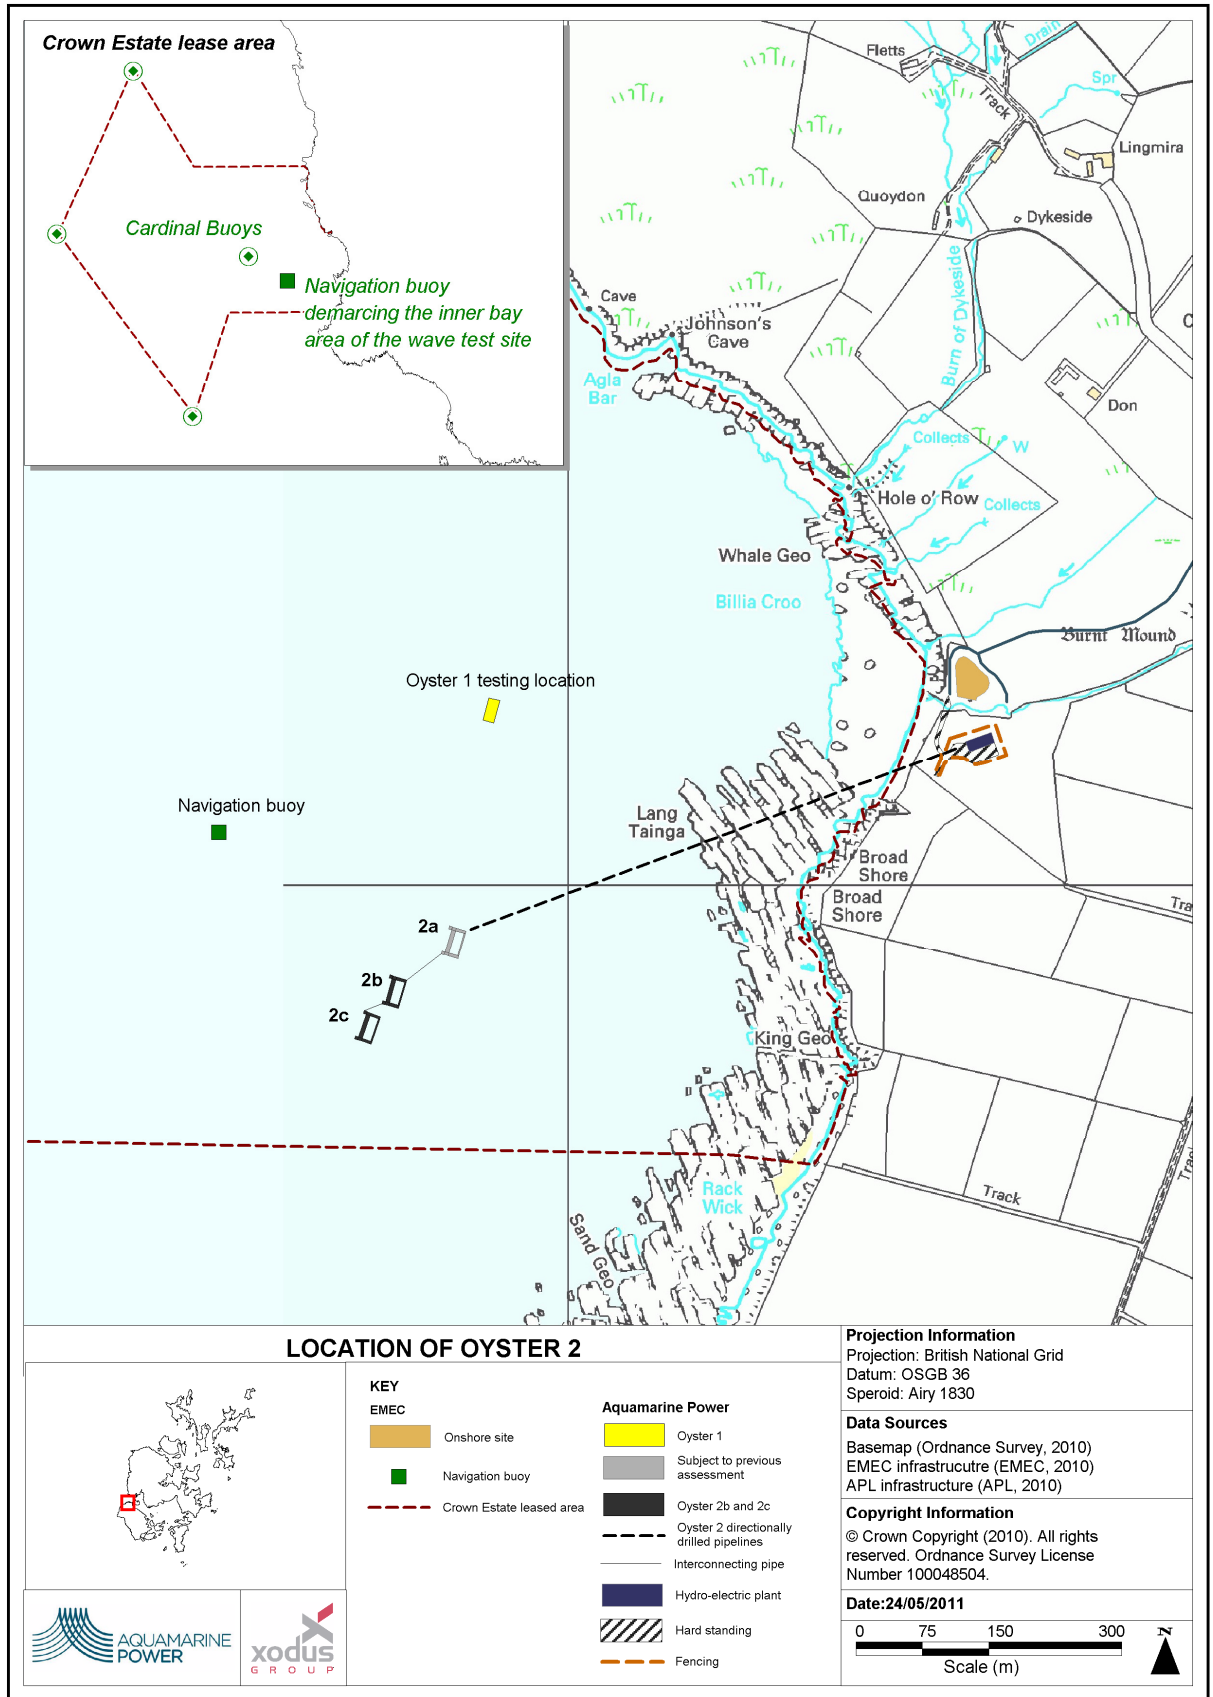 Crown Estate lease area
Cardinal Buoys
Navigation buoy
demarcing the inner bay
area of the wave test site
Drain
Fletts
Spr
Track
Lingmira
Quoydon
Dykeside
Burn of Dykeside
Cave
Johnson's
Cave
Agla
Bar
C
Don
Collects
W
Hole o' Row
Collects
Whale Geo
Billia Croo
Burnt Mound
Oyster 1 testing location
Navigation buoy
Lang
Tainga
Broad
Shore
Broad
Shore
Tra
2a
2b
2c
King Geo
Rack
Wick
Track
Trac
Sand Geo
LOCATION OF OYSTER 2
KEY
EMEC
Onshore site
Navigation buoy
Crown Estate leased area
Aquamarine Power
Oyster 1
Subject to previous
assessment
Oyster 2b and 2c
Oyster 2 directionally
drilled pipelines
Interconnecting pipe
Hydro-electric plant
Hard standing
Fencing
Projection Information
Projection: British National Grid
Datum: OSGB 36
Speroid: Airy 1830
Data Sources
Basemap (Ordnance Survey, 2010)
EMEC infrastrucutre (EMEC, 2010)
APL infrastructure (APL, 2010)
Copyright Information
© Crown Copyright (2010). All rights
reserved. Ordnance Survey License
Number 100048504.
Date:24/05/2011
0 75 150 300
Scale (m)
N
AQUAMARINE
POWER
xodus
GROUP